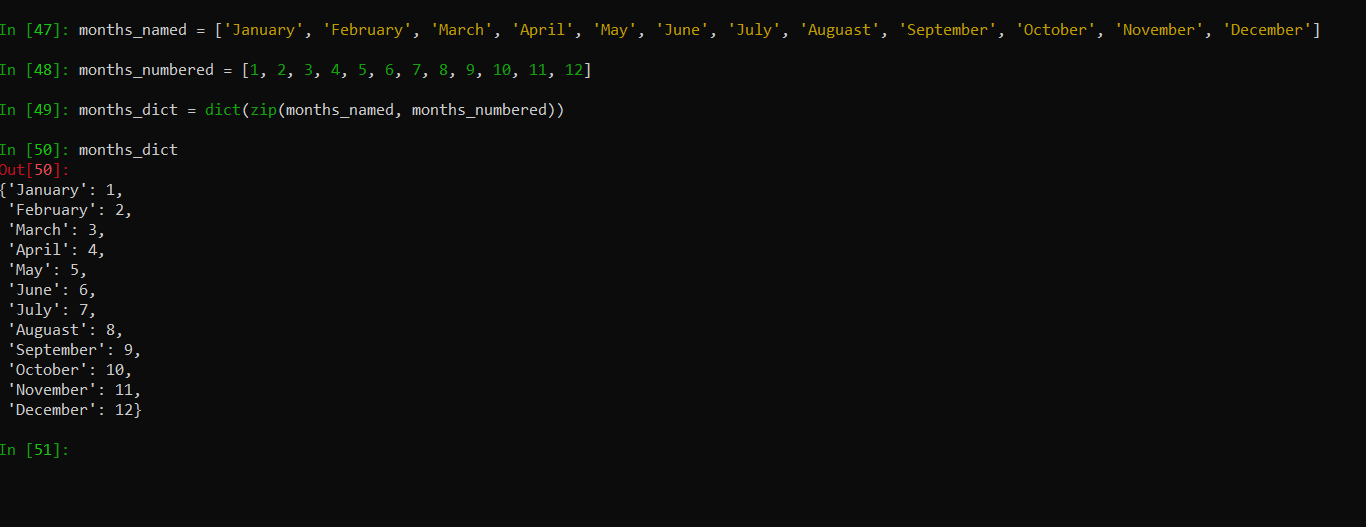 In [47]: months_named = ['January', 'February', 'March', 'April', 'May', 'June', 'July', 'Auguast', 'September', 'October', 'November', 'December']
In [48]: months_numbered = [1, 2, 3, 4, 5, 6, 7, 8, 9, 10, 11, 12]
In [49]: months_dict = dict(zip(months_named, months_numbered))
In [50]: months_dict
Out[50]:
{'January': 1,
 'February': 2,
 'March': 3,
 'April': 4,
 'May': 5,
 'June': 6,
 'July': 7,
 'Auguast': 8,
 'September': 9,
 'October': 10,
 'November': 11,
 'December': 12}
In [51]: